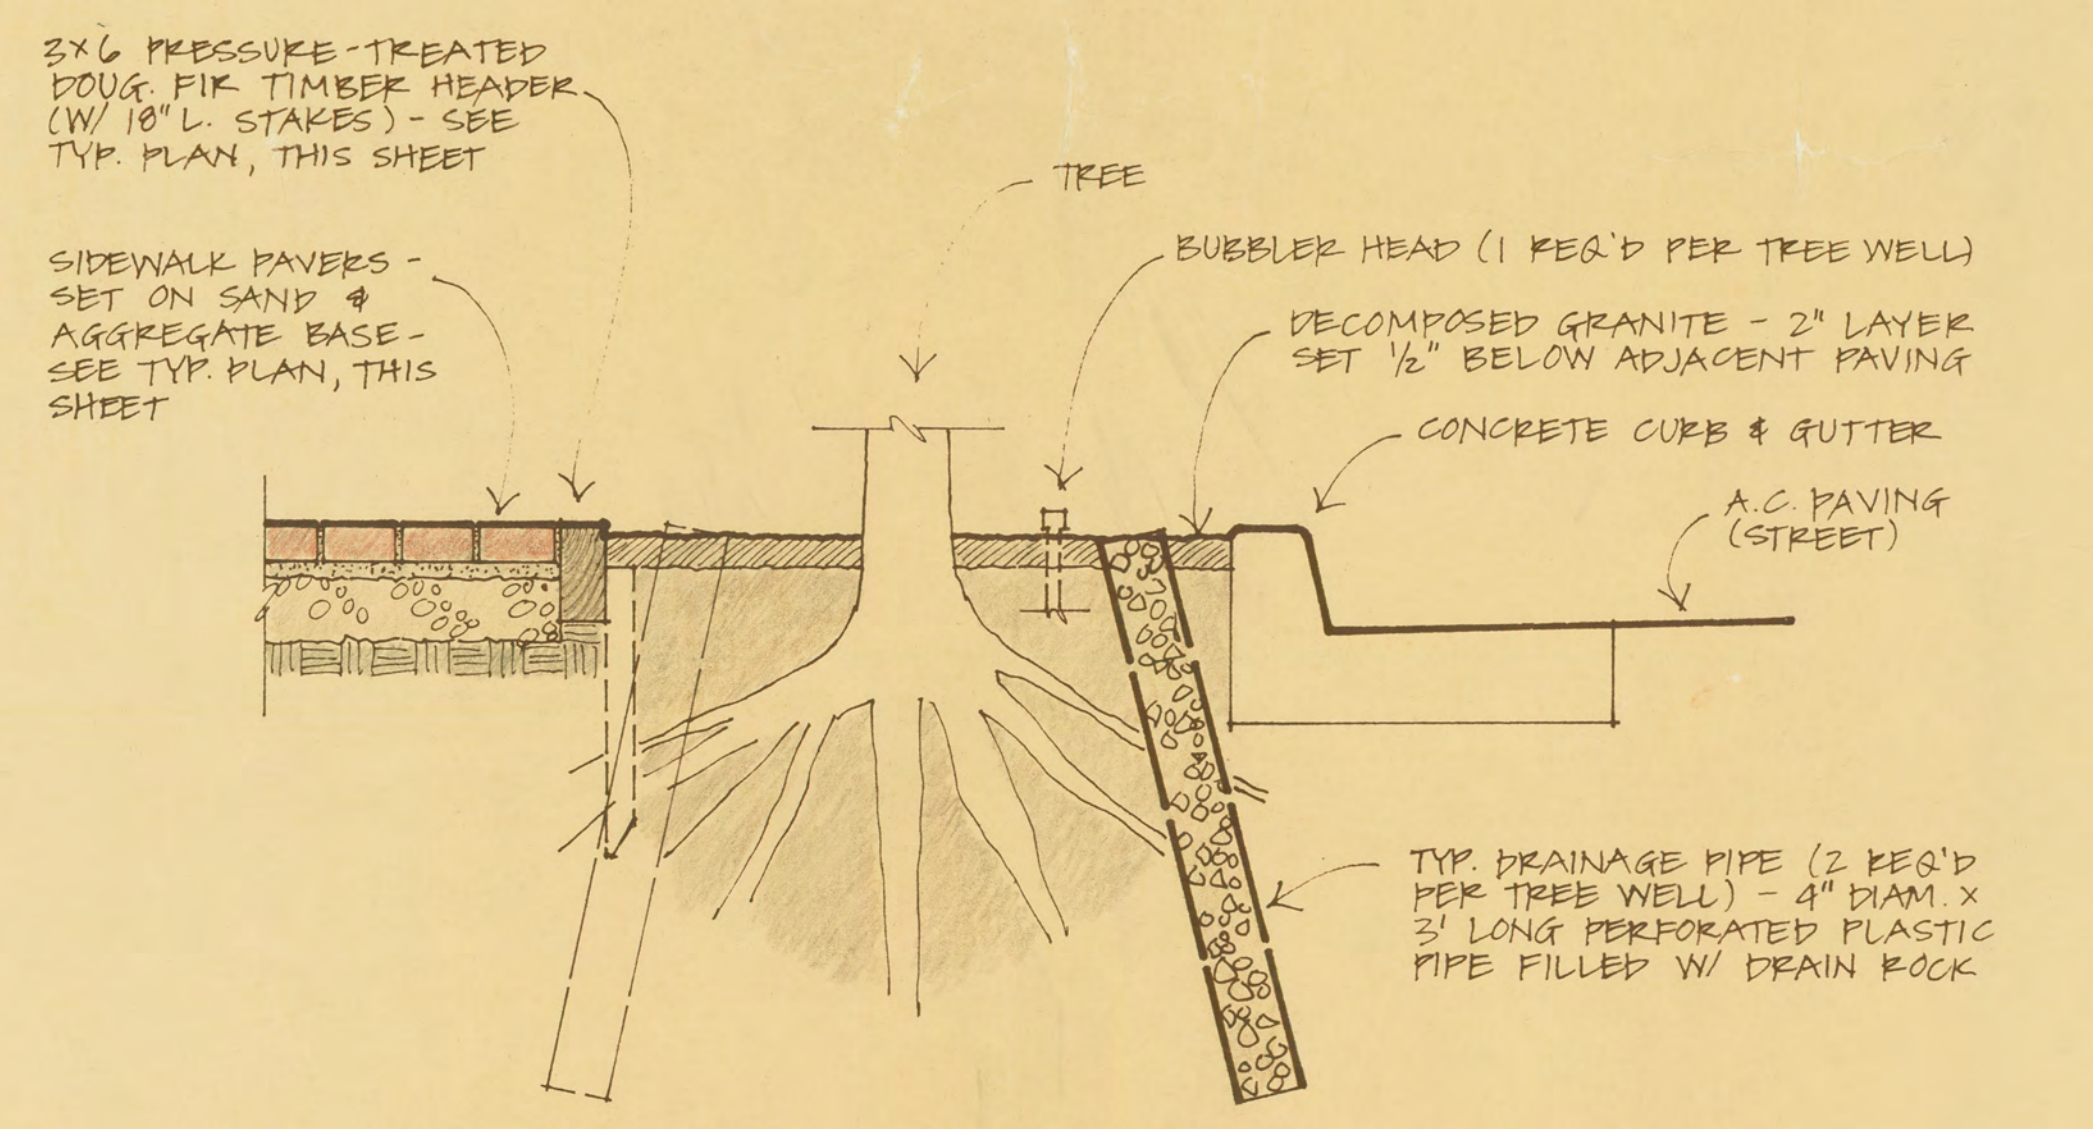 3×6 PRESSURE-TREATED
DOUG. FIR TIMBER HEADER
(W/ 18" L. STAKES) - SEE
TYP. PLAN, THIS SHEET
SIDEWALK PAVERS -
SET ON SAND &
AGGREGATE BASE -
SEE TYP. PLAN, THIS
SHEET
TREE
BUBBLER HEAD (1 REQ'D PER TREE WELL)
DECOMPOSED GRANITE - 2" LAYER
SET 1/2" BELOW ADJACENT PAVING
CONCRETE CURB & GUTTER
A.C. PAVING
(STREET)
TYP. DRAINAGE PIPE (2 REQ'D
PER TREE WELL) - 4" DIAM. X
3' LONG PERFORATED PLASTIC
PIPE FILLED W/ DRAIN ROCK